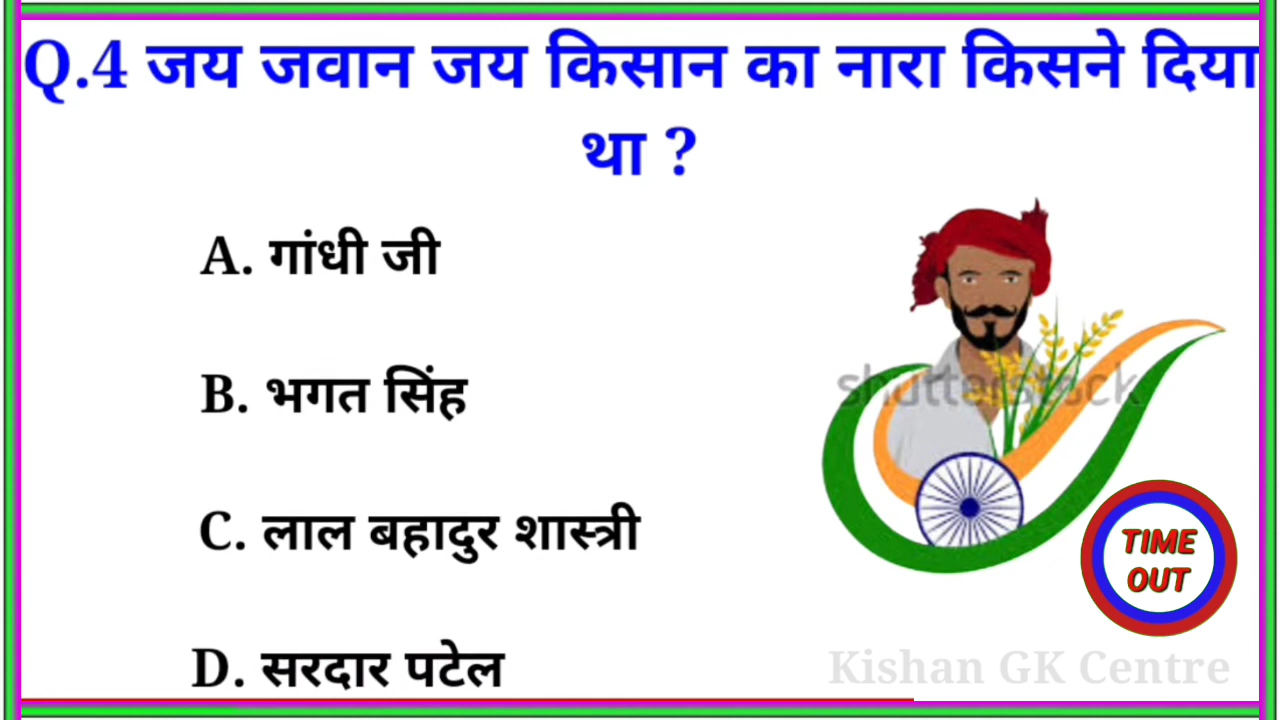 Q.4 जय जवान जय किसान का नारा किसने दिया
था ?
A. गांधी जी
B. भगत सिंह
shutterstock
C. लाल बहादुर शास्त्री
TIME
OUT
D. सरदार पटेल
Kishan GK Centre